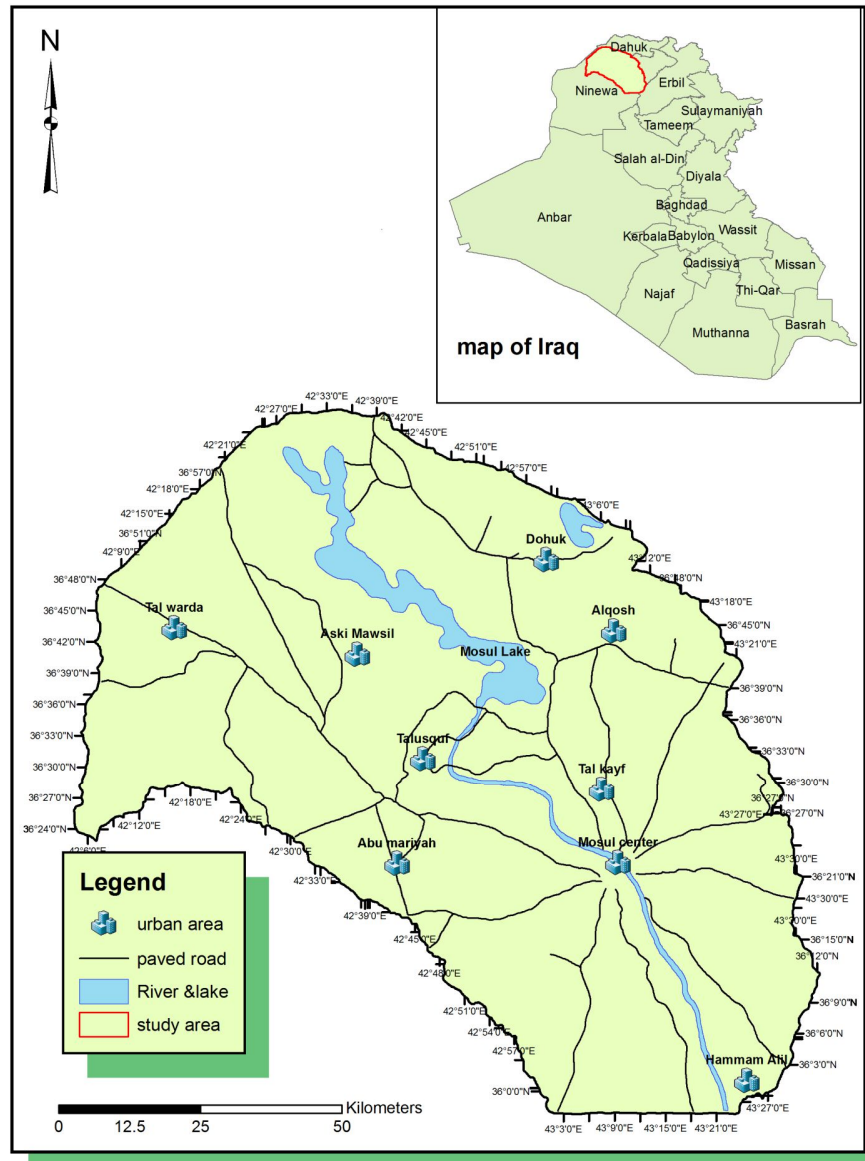 N
Dahuk
Ninewa
Erbil
Sulaymaniyah
Tameem
Salah al-Din
Diyala
Anbar
Baghdad
Wassit
Kerbala
Babylon
Qadissiya
Missan
Najaf
Thi-Qar
Muthanna
Basrah
map of Iraq
42°33'0"E
42°27'0"E
42°39'0"E
42°42'0"E
42°45'0"E
42°21'0"E
42°51'0"E
36°57'0"N
42°57'0"E
42°18'0"E
42°15'0"E
43°6'0"E
36°51'0"N
42°9'0"E
43°12'0"E
36°48'0"N
36°48'0"N
43°18'0"E
36°45'0"N
36°45'0"N
36°42'0"N
43°21'0"E
36°39'0"N
36°39'0"N
36°36'0"N
36°36'0"N
36°33'0"N
36°33'0"N
36°30'0"N
36°30'0"N
36°27'0"N
36°27'0"N
43°27'0"E
36°27'0"N
36°24'0"N
42°6'0"E
42°12'0"E
42°18'0"E
42°24'0"E
42°30'0"E
42°33'0"E
42°39'0"E
42°45'0"E
42°48'0"E
42°51'0"E
42°54'0"E
42°57'0"E
36°0'0"N
36°21'0"N
43°30'0"E
36°15'0"N
36°12'0"N
36°9'0"N
36°6'0"N
36°3'0"N
43°27'0"E
43°3'0"E
43°9'0"E
43°15'0"E
43°21'0"E
Dohuk
Tal warda
Alqosh
Aski Mawsil
Mosul Lake
Talusquf
Tal kayf
Abu mariyah
Mosul center
Hammam Alil
Legend
urban area
paved road
River &lake
study area
Kilometers
0
12.5
25
50